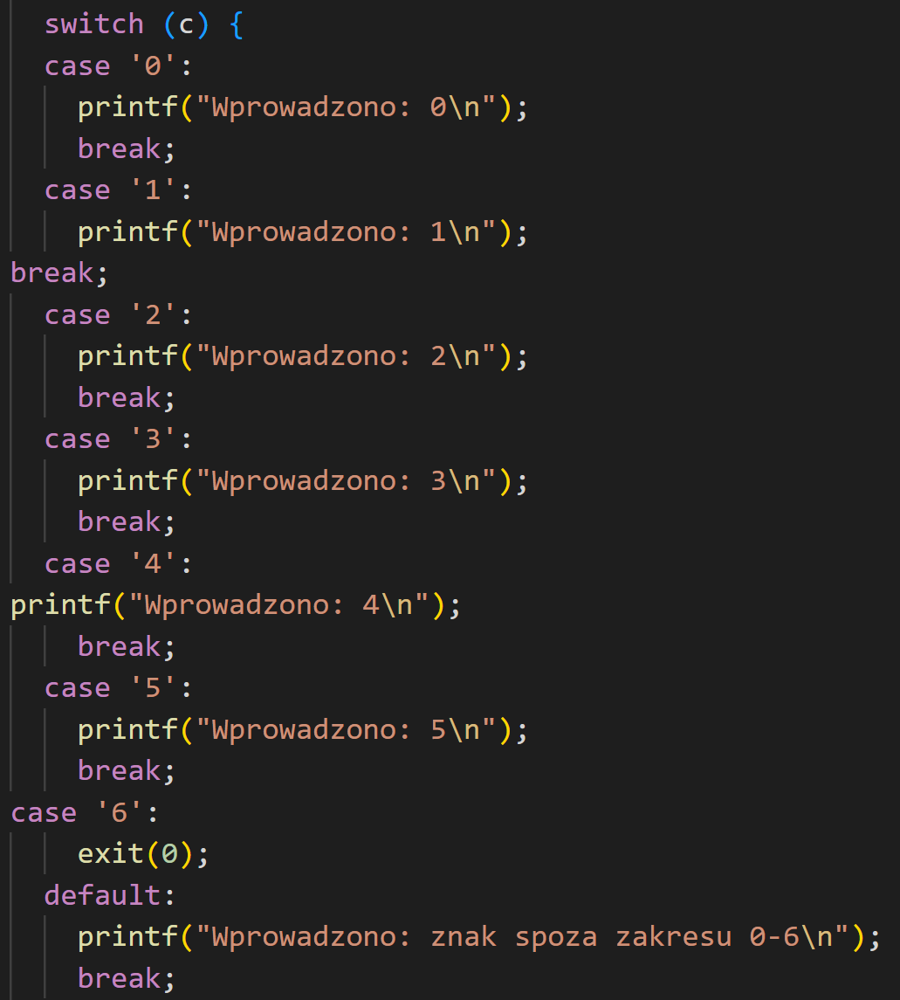 switch (c) {
case '0':
printf("Wprowadzono: 0\n");
break;
case '1':
printf("Wprowadzono: 1\n");
break;
case '2':
printf("Wprowadzono: 2\n");
break;
case '3':
printf("Wprowadzono: 3\n");
break;
case '4':
printf("Wprowadzono: 4\n");
break;
case '5':
printf("Wprowadzono: 5\n");
break;
case '6':
exit(0);
default:
printf("Wprowadzono: znak spoza zakresu 0-6\n");
break;